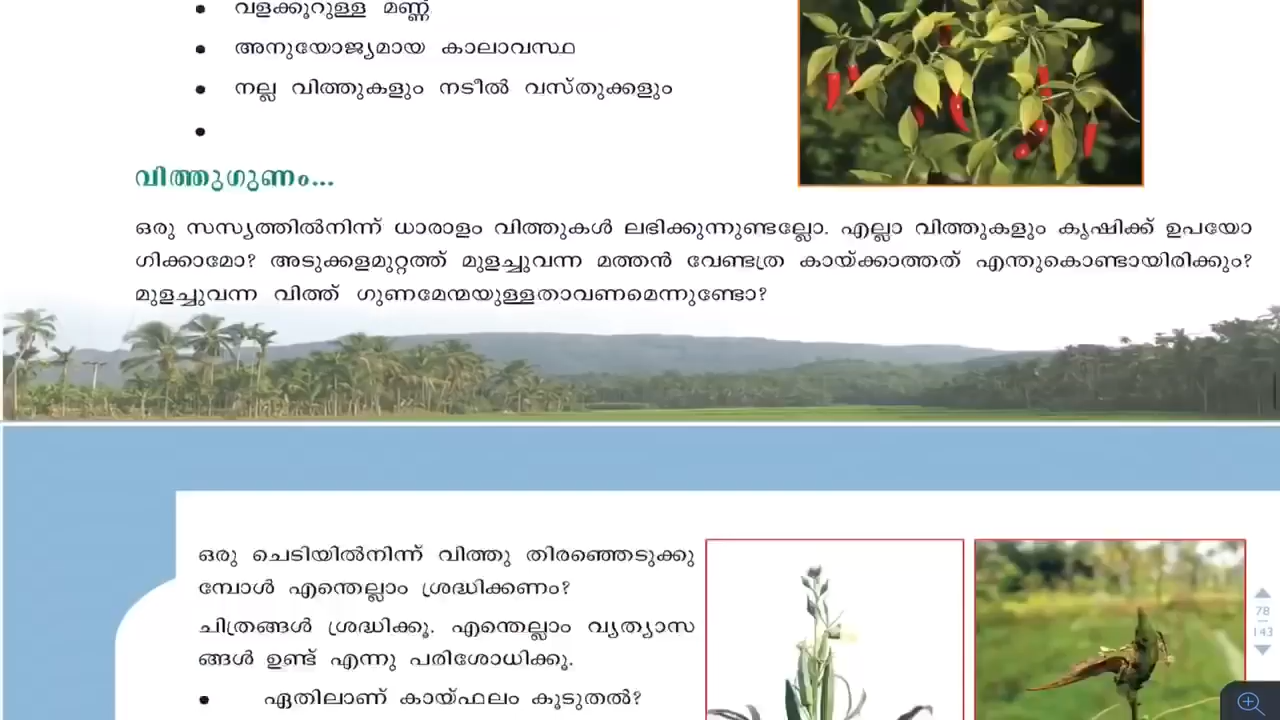 • വളക്കൂറുള്ള മണ്ണ്
• അനുയോജ്യമായ കാലാവസ്ഥ
• നല്ല വിത്തുകളും നടീൽ വസ്തുക്കളും
•
വിത്തുഗുണം...
ഒരു സസ്യത്തിൽനിന്ന് ധാരാളം വിത്തുകൾ ലഭിക്കുന്നുണ്ടല്ലോ. എല്ലാ വിത്തുകളും കൃഷിക്ക് ഉപയോ
ഗിക്കാമോ? അടുക്കളമുറ്റത്ത് മുളച്ചുവന്ന മത്തൻ വേണ്ടത്ര കായ്ക്കാത്തത് എന്തുകൊണ്ടായിരിക്കും?
മുളച്ചുവന്ന വിത്ത് ഗുണമേന്മയുള്ളതാവണമെന്നുണ്ടോ?
ഒരു ചെടിയിൽനിന്ന് വിത്തു തിരഞ്ഞെടുക്കു
മ്പോൾ എന്തെല്ലാം ശ്രദ്ധിക്കണം?
ചിത്രങ്ങൾ ശ്രദ്ധിക്കൂ. എന്തെല്ലാം വ്യത്യാസ
ങ്ങൾ ഉണ്ട് എന്നു പരിശോധിക്കൂ.
• ഏതിലാണ് കായ്ഫലം കൂടുതൽ?
78
143